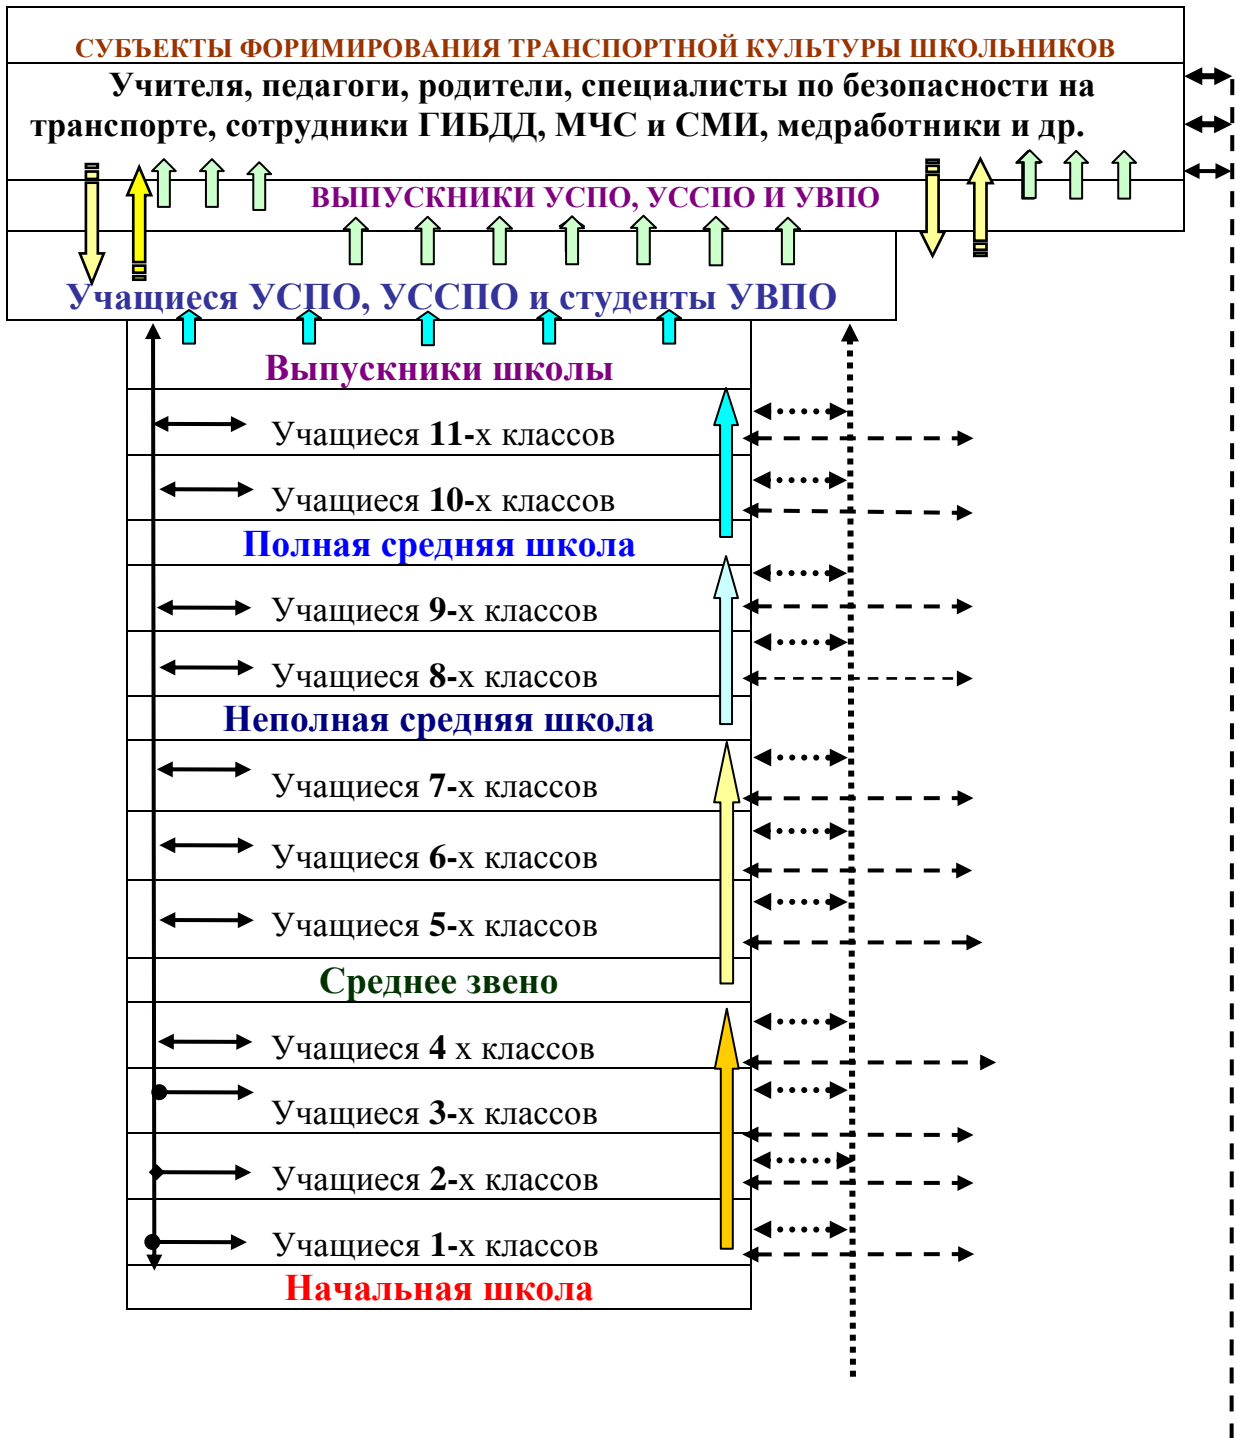 СУБЪЕКТЫ ФОРИМИРОВАНИЯ ТРАНСПОРТНОЙ КУЛЬТУРЫ ШКОЛЬНИКОВ
Учителя, педагоги, родители, специалисты по безопасности на
транспорте, сотрудники ГИБДД, МЧС и СМИ, медработники и др.
ВЫПУСКНИКИ УСПО, УССПО И УВПО
Учащиеся УСПО, УССПО и студенты УВПО
Выпускники школы
Учащиеся 11-х классов
Учащиеся 10-х классов
Полная средняя школа
Учащиеся 9-х классов
Учащиеся 8-х классов
Неполная средняя школа
Учащиеся 7-х классов
Учащиеся 6-х классов
Учащиеся 5-х классов
Среднее звено
Учащиеся 4 х классов
Учащиеся 3-х классов
Учащиеся 2-х классов
Учащиеся 1-х классов
Начальная школа